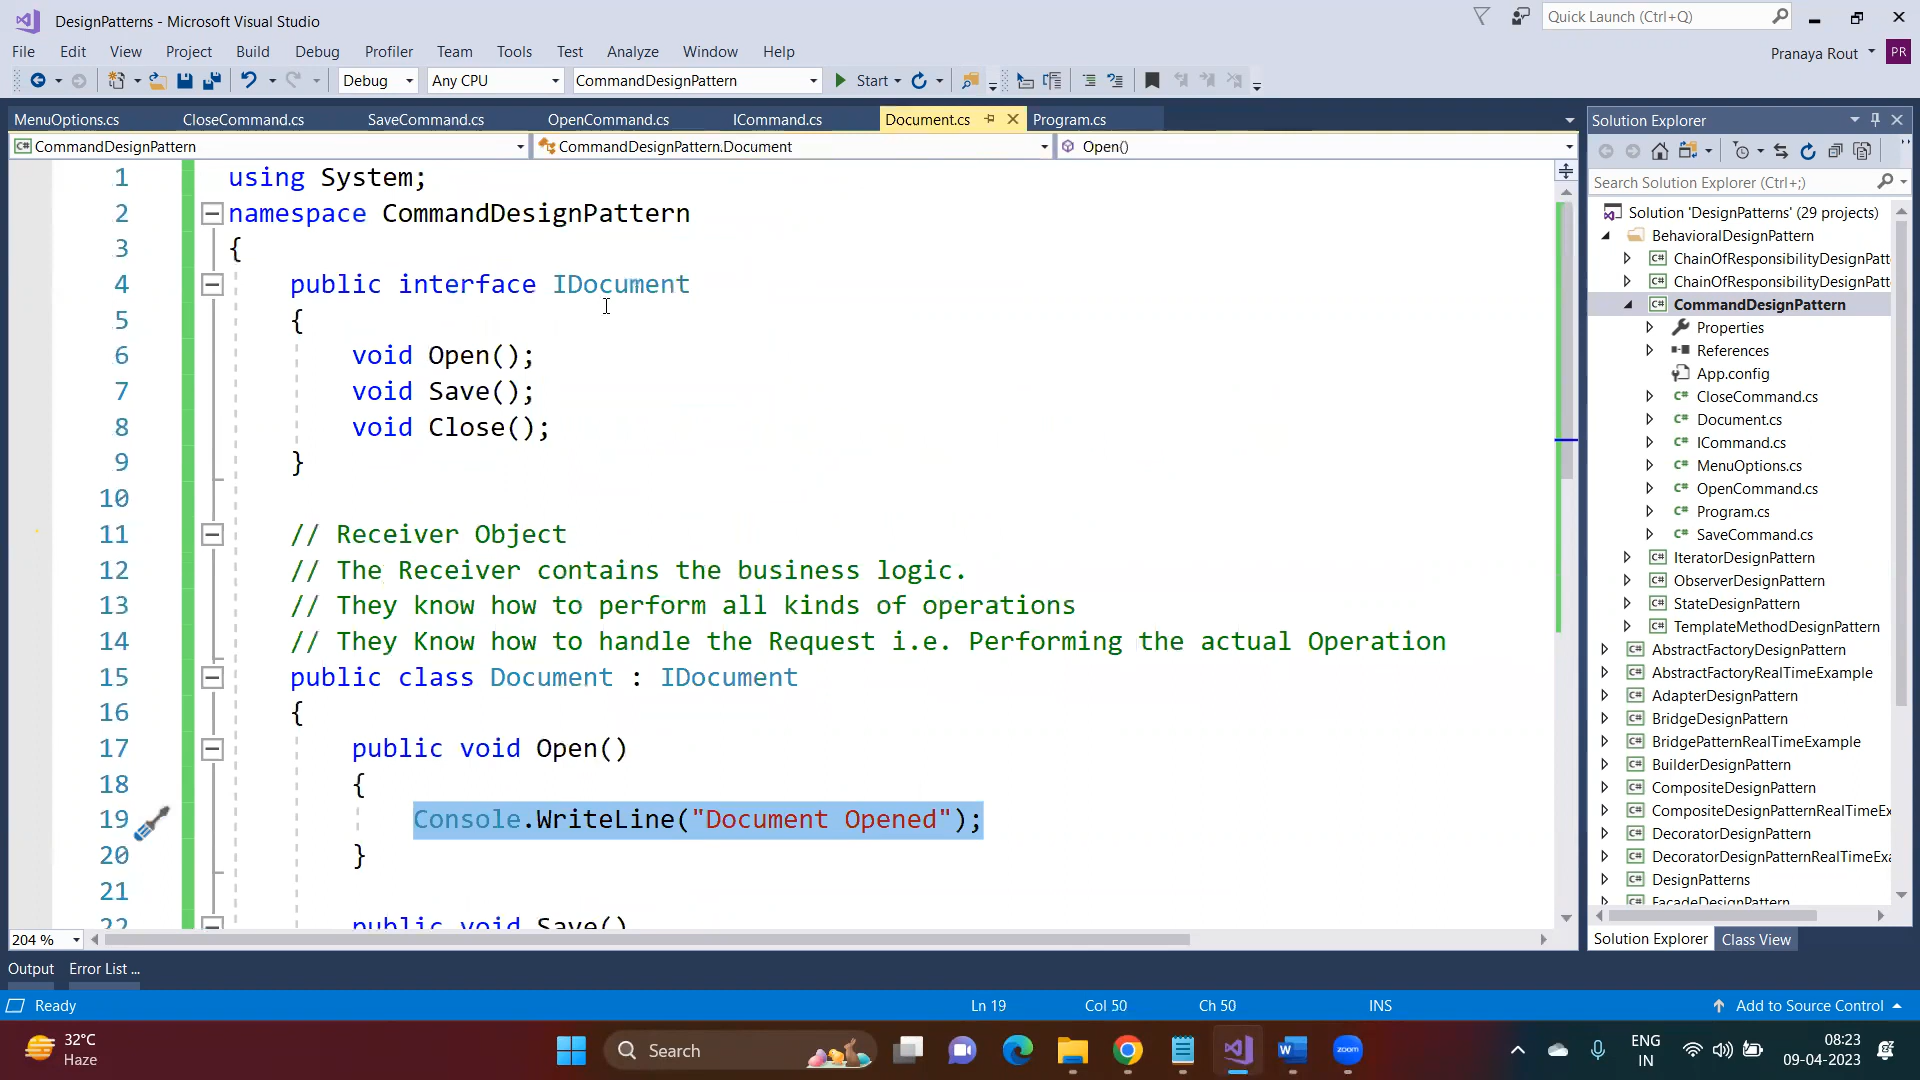 DesignPatterns - Microsoft Visual Studio
Quick Launch (Ctrl+Q)
File Edit View Project Build Debug Profiler Team Tools Test Analyze Window Help
Pranaya Rout PR
Debug Any CPU CommandDesignPattern Start
MenuOptions.cs CloseCommand.cs SaveCommand.cs OpenCommand.cs ICommand.cs Document.cs Program.cs
CommandDesignPattern CommandDesignPattern.Document Open()
1 using System;
2 namespace CommandDesignPattern
3 {
4 public interface IDocument
5 {
6 void Open();
7 void Save();
8 void Close();
9 }
10
11 // Receiver Object
12 // The Receiver contains the business logic.
13 // They know how to perform all kinds of operations
14 // They Know how to handle the Request i.e. Performing the actual Operation
15 public class Document : IDocument
16 {
17 public void Open()
18 {
19 Console.WriteLine("Document Opened");
20 }
21
22 public void Save()
204 %
Solution Explorer
Search Solution Explorer (Ctrl+;)
Solution 'DesignPatterns' (29 projects)
BehavioralDesignPattern
C# ChainOfResponsibilityDesignPatt
C# ChainOfResponsibilityDesignPatt
C# CommandDesignPattern
Properties
References
App.config
C# CloseCommand.cs
C# Document.cs
C# ICommand.cs
C# MenuOptions.cs
C# OpenCommand.cs
C# Program.cs
C# SaveCommand.cs
C# IteratorDesignPattern
C# ObserverDesignPattern
C# StateDesignPattern
C# TemplateMethodDesignPattern
C# AbstractFactoryDesignPattern
C# AbstractFactoryRealTimeExample
C# AdapterDesignPattern
C# BridgeDesignPattern
C# BridgePatternRealTimeExample
C# BuilderDesignPattern
C# CompositeDesignPattern
C# CompositeDesignPatternRealTimeEx
C# DecoratorDesignPattern
C# DecoratorDesignPatternRealTimeExa
C# DesignPatterns
C# FacadeDesignPattern
Solution Explorer Class View
Output Error List ...
Ready Ln 19 Col 50 Ch 50 INS Add to Source Control
32°C
Haze
Search
zoom
ENG
IN
08:23
09-04-2023